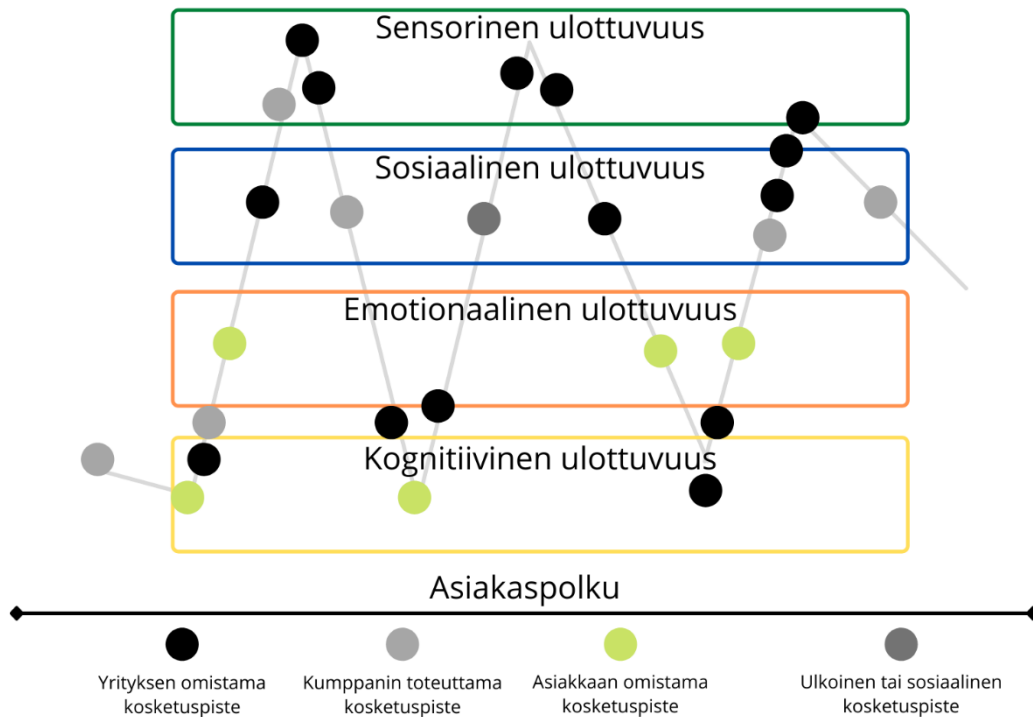 Sensorinen ulottuvuus
Sosiaalinen ulottuvuus
Emotionaalinen ulottuvuus
Kognitiivinen ulottuvuus
Asiakaspolku
Yrityksen omistama
kosketuspiste
Kumppanin toteuttama
kosketuspiste
Asiakkaan omistama
kosketuspiste
Ulkoinen tai sosiaalinen
kosketuspiste